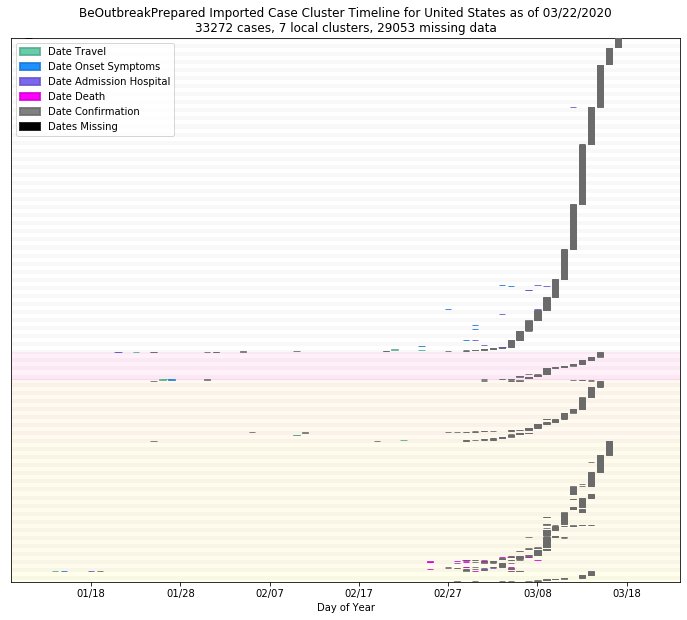 BeOutbreakPrepared Imported Case Cluster Timeline for United States as of 03/22/2020
33272 cases, 7 local clusters, 29053 missing data
Date Travel
Date Onset Symptoms
Date Admission Hospital
Date Death
Date Confirmation
Dates Missing
01/18 01/28 02/07 02/17 02/27 03/08 03/18
Day of Year